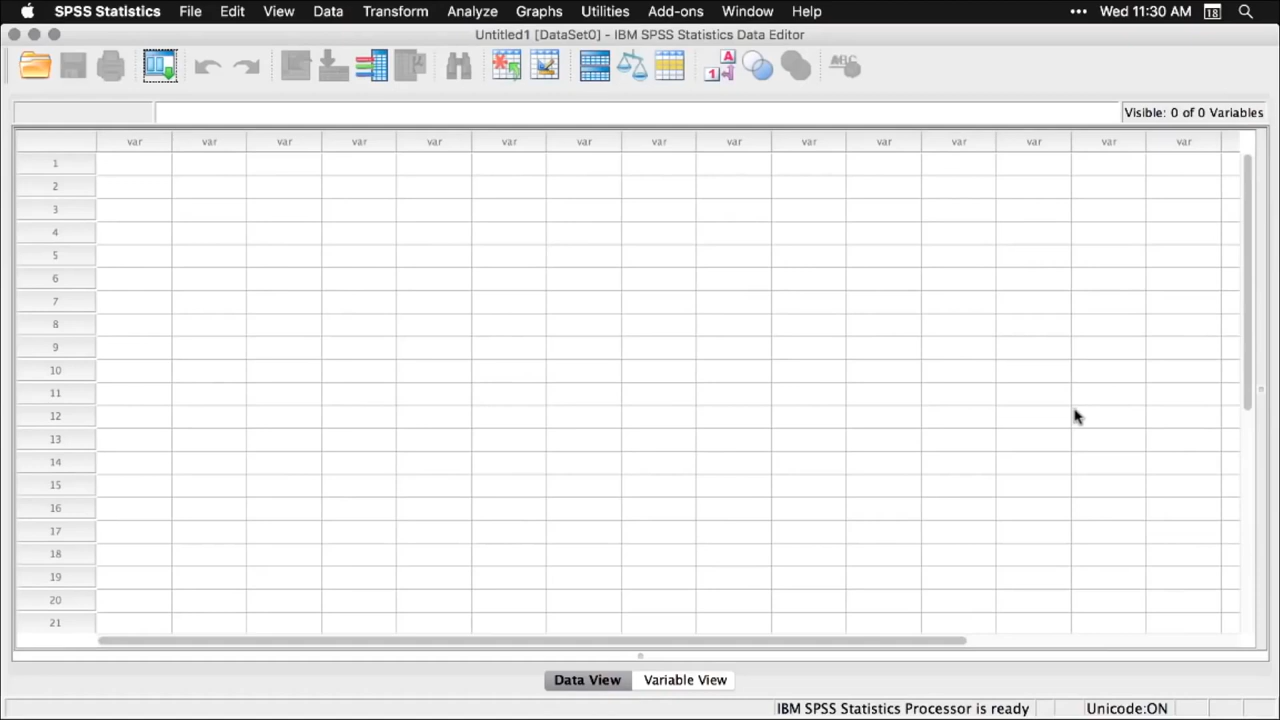 SPSS Statistics File Edit View Data Transform Analyze Graphs Utilities Add-ons Window Help ••• Wed 11:30 AM 18
Untitled1 [DataSet0] - IBM SPSS Statistics Data Editor
A
1
ABC
Visible: 0 of 0 Variables
var var var var var var var var var var var var var var var
1
2
3
4
5
6
7
8
9
10
11
12
13
14
15
16
17
18
19
20
21
Data View Variable View
IBM SPSS Statistics Processor is ready Unicode:ON